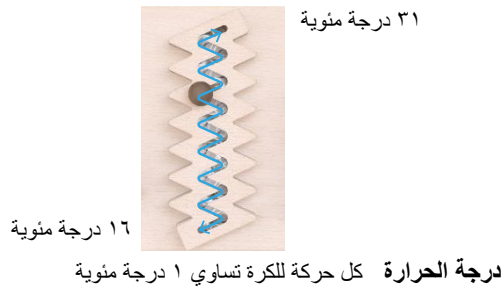 ٣١ درجة مئوية
١٦ درجة مئوية
درجة الحرارة كل حركة للكرة تساوي ١ درجة مئوية